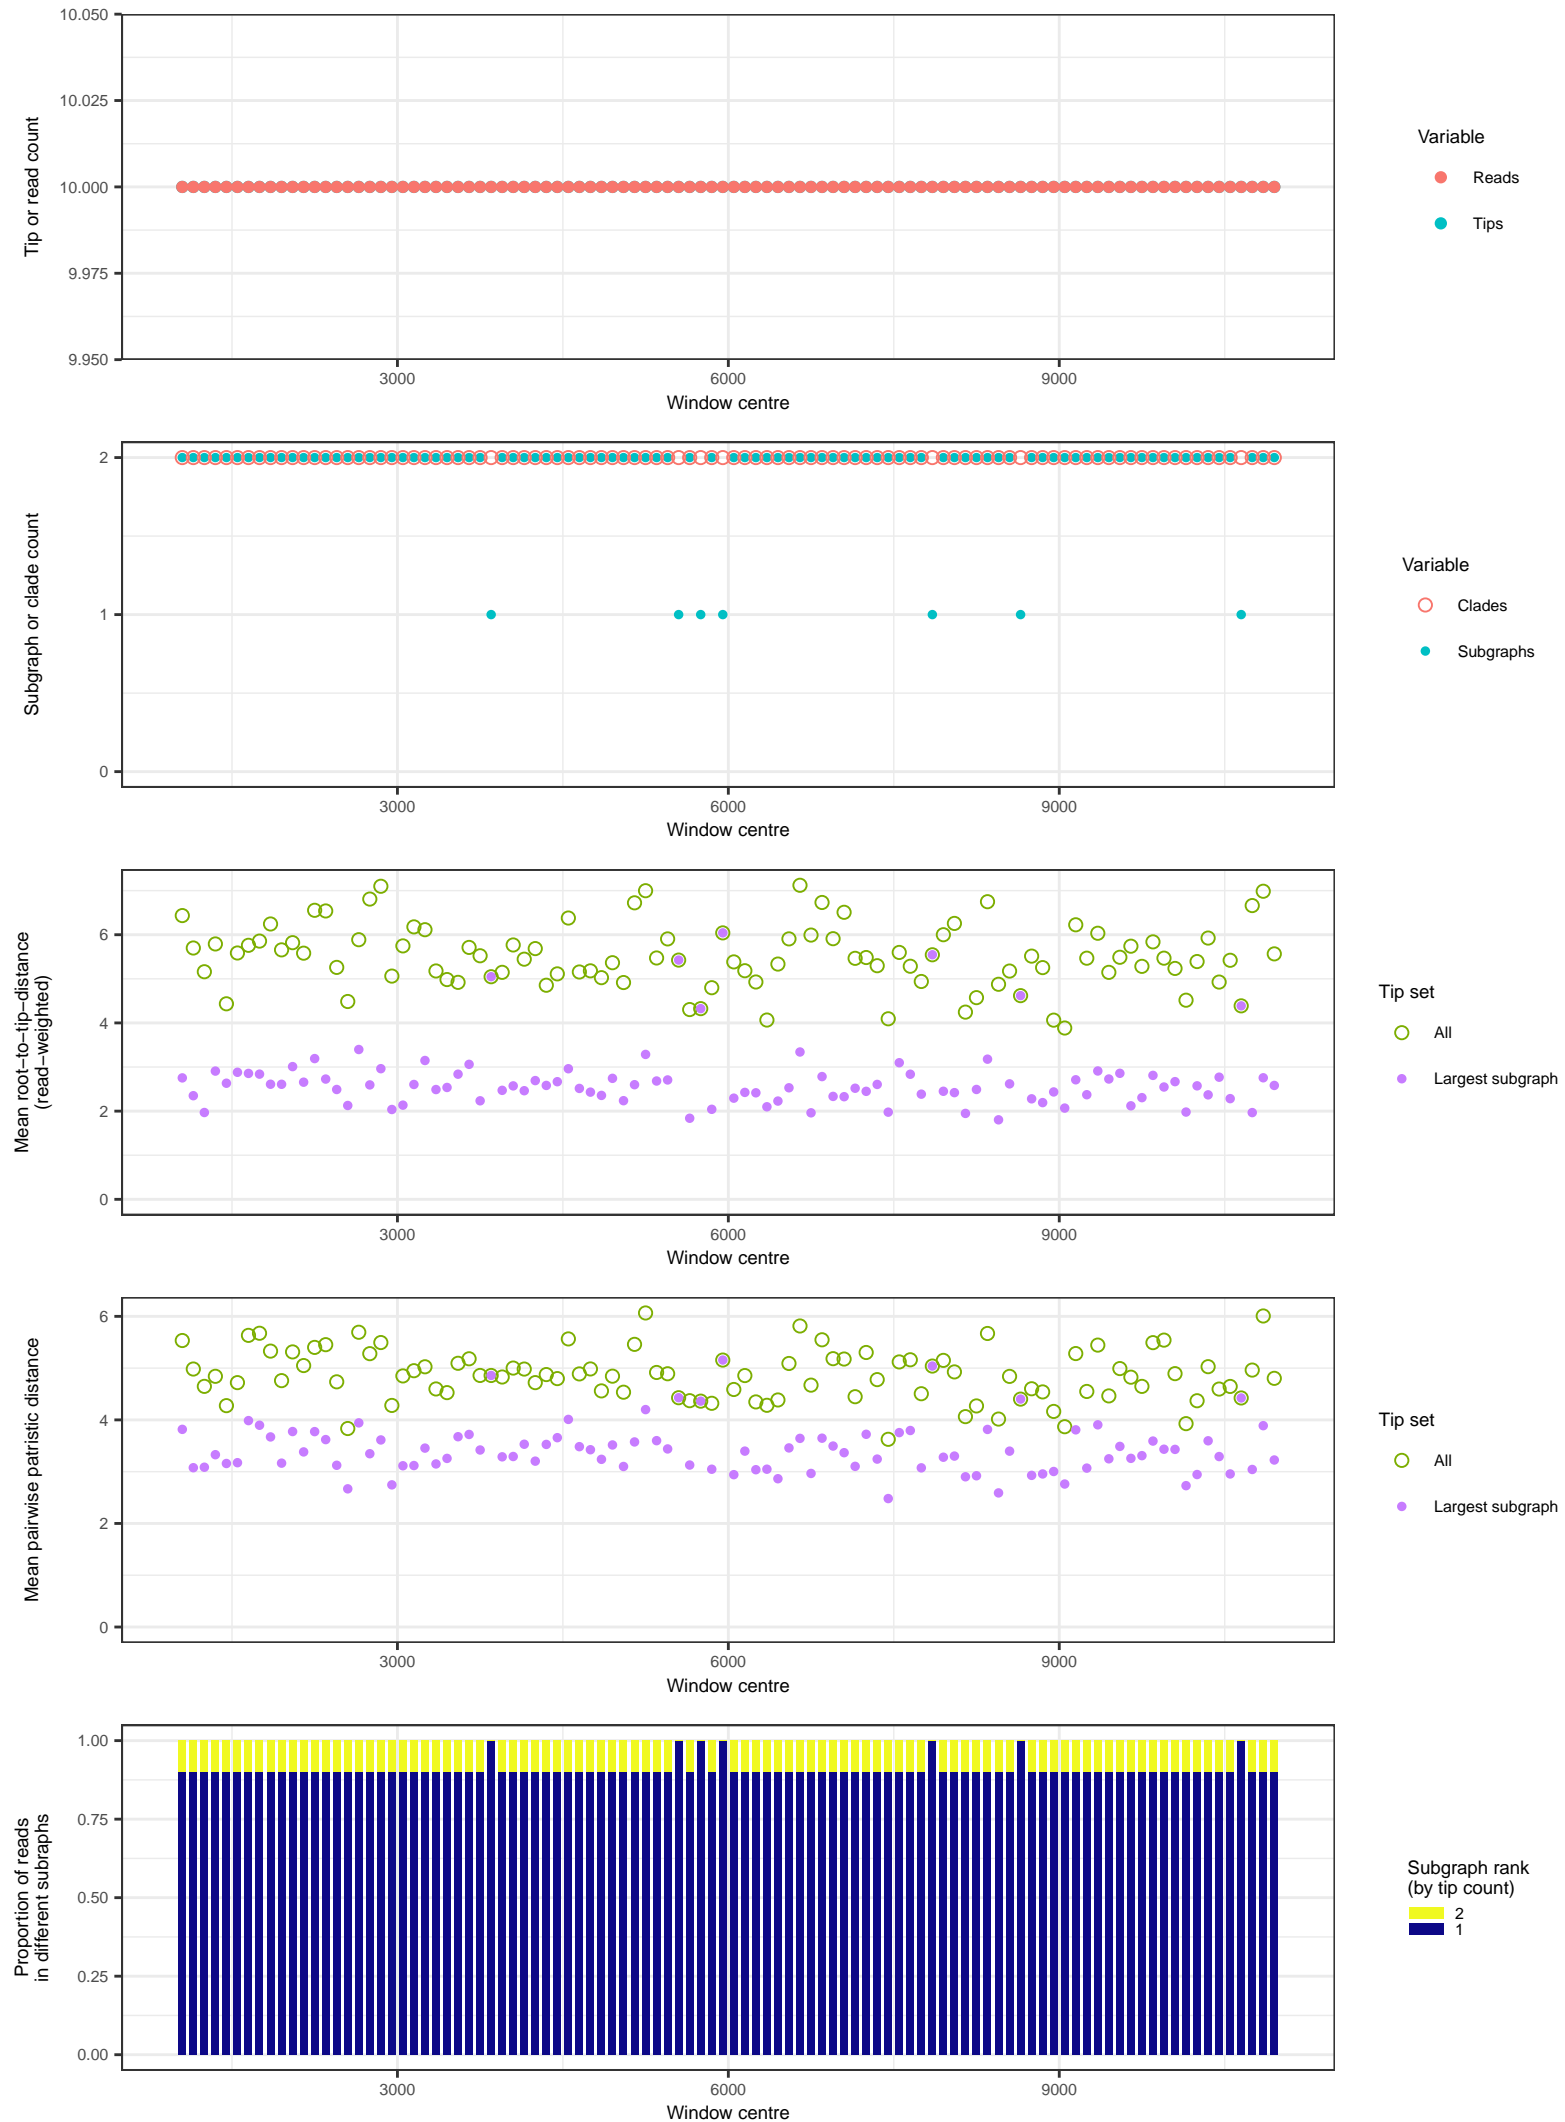 10.050
10.025
10.000
9.975
9.950
Tip or read count
3000
6000
9000
Window centre
Variable
Reads
Tips
2
1
0
Subgraph or clade count
3000
6000
9000
Window centre
Variable
Clades
Subgraphs
6
4
2
0
Mean root−to−tip−distance
(read−weighted)
3000
6000
9000
Window centre
Tip set
All
Largest subgraph
6
4
2
0
Mean pairwise patristic distance
3000
6000
9000
Window centre
Tip set
All
Largest subgraph
1.00
0.75
0.50
0.25
0.00
Proportion of reads
in different subraphs
3000
6000
9000
Window centre
Subgraph rank
(by tip count)
2
1